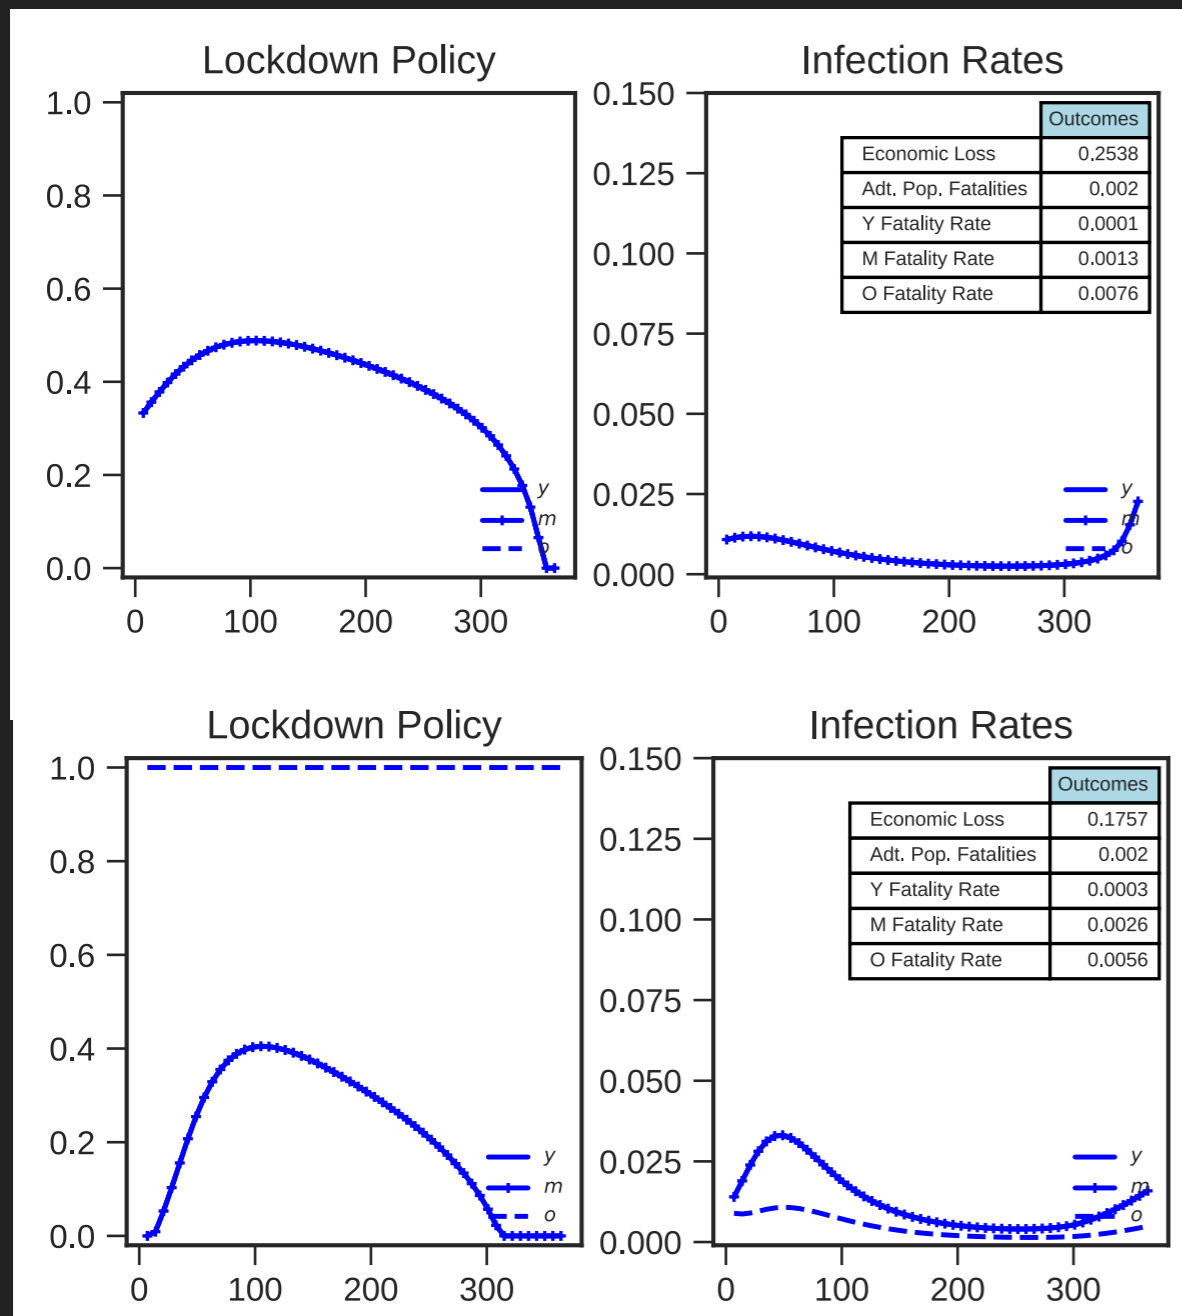 Lockdown Policy
1.0
0.8
0.6
0.4
0.2
0.0
y
m
o
0 100 200 300
Infection Rates
0.150
0.125
0.100
0.075
0.050
0.025
0.000
Outcomes
Economic Loss 0.2538
Adt. Pop. Fatalities 0.002
Y Fatality Rate 0.0001
M Fatality Rate 0.0013
O Fatality Rate 0.0076
y
m
o
0 100 200 300
Lockdown Policy
1.0
0.8
0.6
0.4
0.2
0.0
y
m
o
0 100 200 300
Infection Rates
0.150
0.125
0.100
0.075
0.050
0.025
0.000
Outcomes
Economic Loss 0.1757
Adt. Pop. Fatalities 0.002
Y Fatality Rate 0.0003
M Fatality Rate 0.0026
O Fatality Rate 0.0056
y
m
o
0 100 200 300